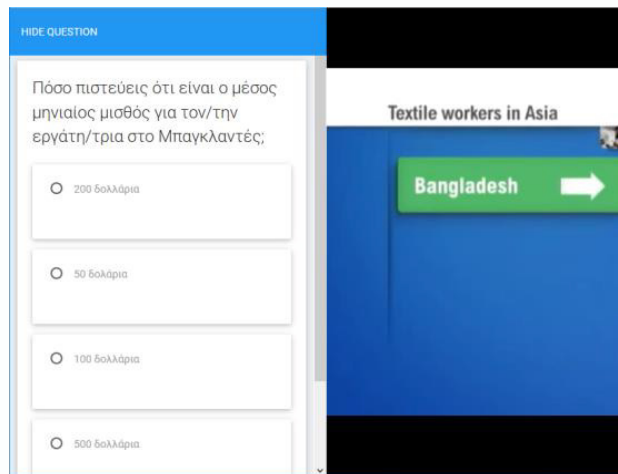 HIDE QUESTION
Πόσο πιστεύεις ότι είναι ο μέσος
μηνιαίος μισθός για τον/την
εργάτη/τρια στο Μπαγκλαντές;
200 δολλάρια
50 δολάρια
100 δολλάρια
500 δολλάρια
Textile workers in Asia
Bangladesh